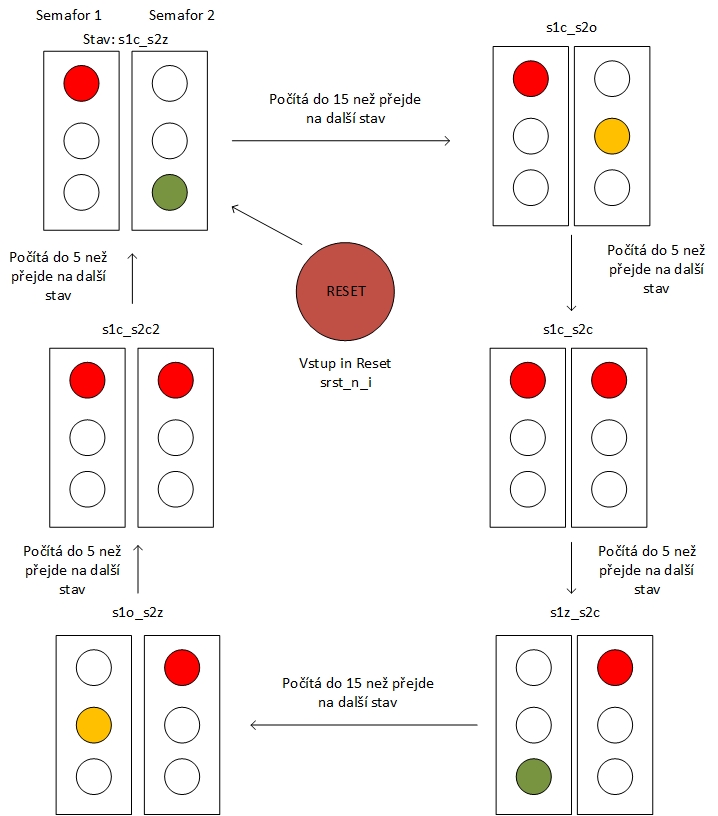 Semafor 1
Semafor 2
Stav: s1c_s2z
s1c_s2o
Počítá do 15 než přejde
na další stav
Počítá do 5 než
přejde na další
stav
RESET
Počítá do 5 než
přejde na další
stav
s1c_s2c2
Vstup in Reset
srst_n_i
s1c_s2c
Počítá do 5 než
přejde na další
stav
Počítá do 5 než
přejde na další
stav
s1o_s2z
s1z_s2c
Počítá do 15 než přejde
na další stav